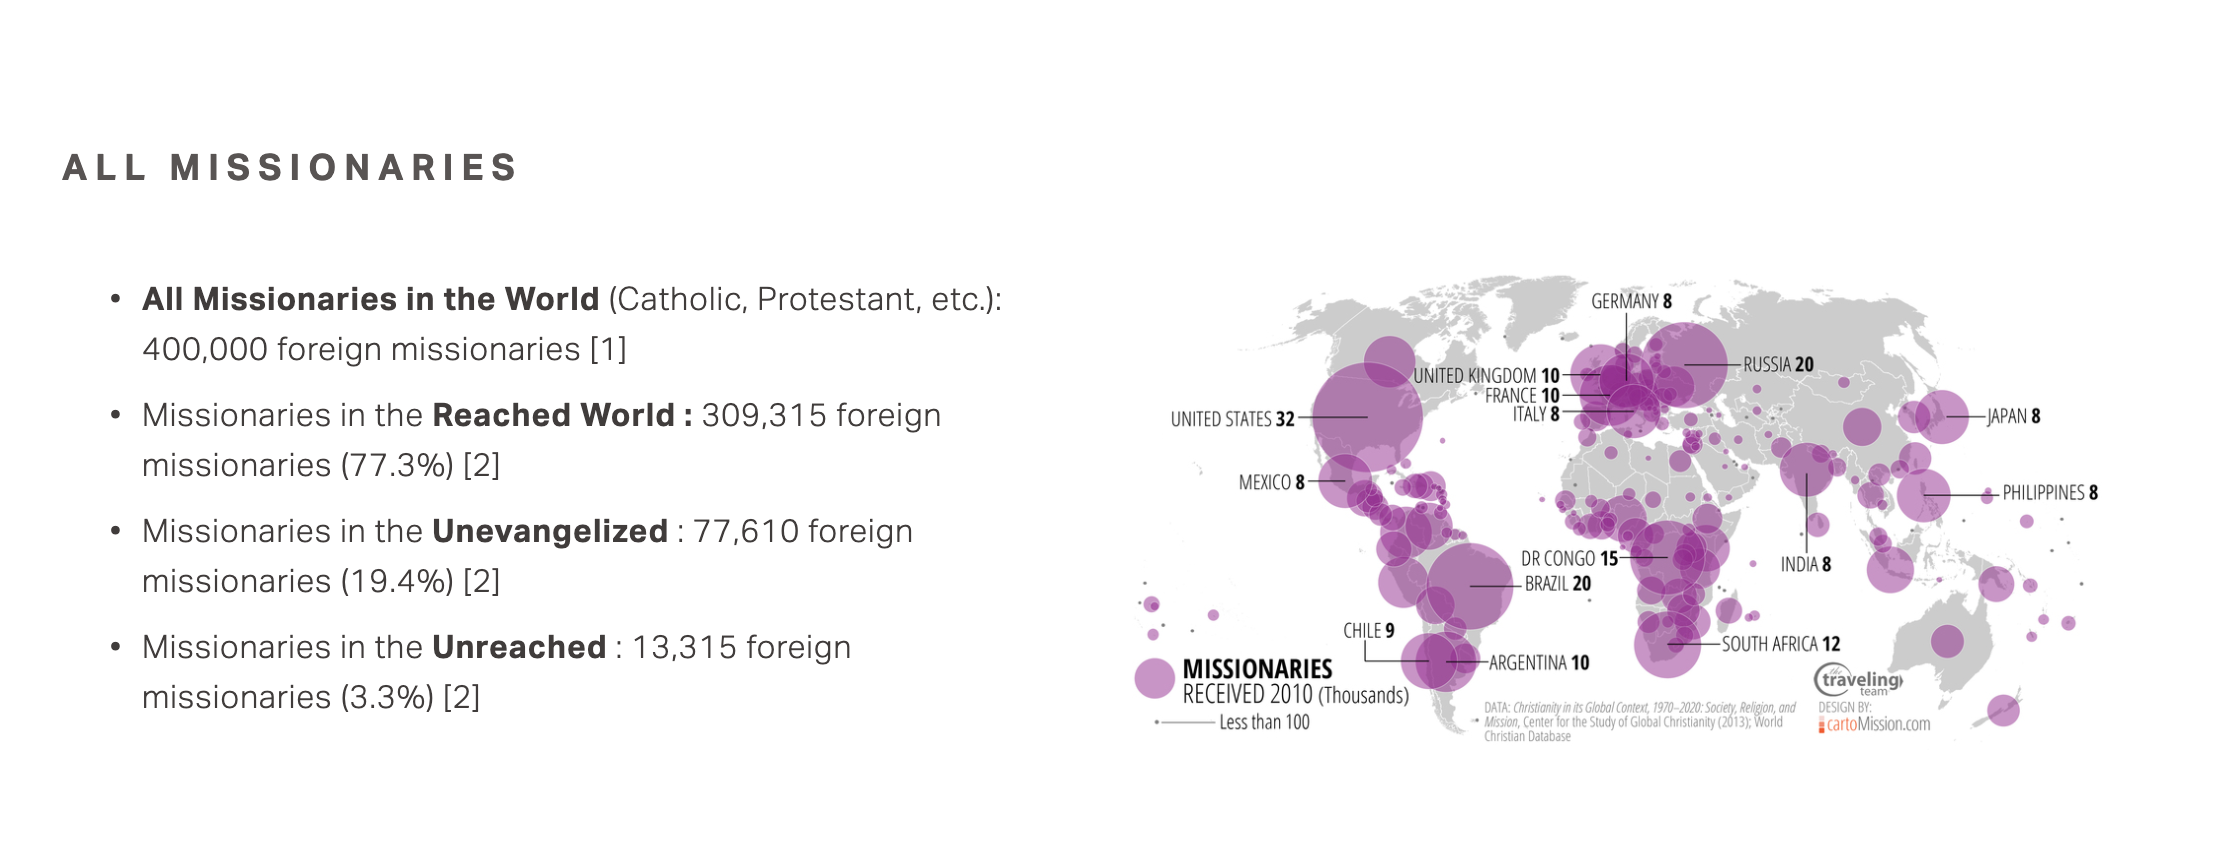 ALL MISSIONARIES
• All Missionaries in the World (Catholic, Protestant, etc.):
400,000 foreign missionaries [1]
• Missionaries in the Reached World : 309,315 foreign
missionaries (77.3%) [2]
• Missionaries in the Unevangelized : 77,610 foreign
missionaries (19.4%) [2]
• Missionaries in the Unreached : 13,315 foreign
missionaries (3.3%) [2]
GERMANY 8
RUSSIA 20
UNITED KINGDOM 10
FRANCE 10
ITALY 8
UNITED STATES 32
JAPAN 8
MEXICO 8
PHILIPPINES 8
DR CONGO 15
INDIA 8
BRAZIL 20
CHILE 9
SOUTH AFRICA 12
ARGENTINA 10
MISSIONARIES
RECEIVED 2010 (Thousands)
Less than 100
DATA: Christianity in its Global Context, 1970–2020: Society, Religion, and
Mission, Center for the Study of Global Christianity (2013); World
Christian Database
the
traveling
team
DESIGN BY:
cartoMission.com